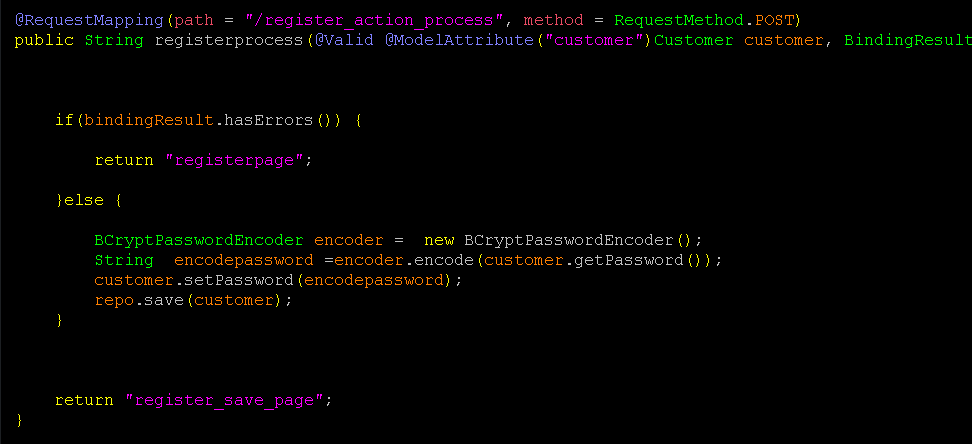 @RequestMapping(path = "/register_action_process", method = RequestMethod.POST)
public String registerprocess(@Valid @ModelAttribute("customer")Customer customer, BindingResult
if(bindingResult.hasErrors()) {
return "registerpage";
}else {
BCryptPasswordEncoder encoder =  new BCryptPasswordEncoder();
String  encodepassword =encoder.encode(customer.getPassword());
customer.setPassword(encodepassword);
repo.save(customer);
}
return "register_save_page";
}